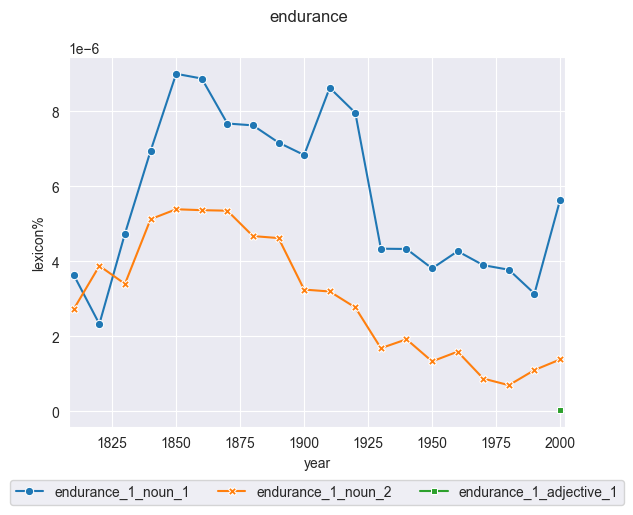 endurance
1e−6
8
6
4
2
0
lexicon%
1825 1850 1875 1900 1925 1950 1975 2000
year
endurance_1_noun_1 endurance_1_noun_2 endurance_1_adjective_1